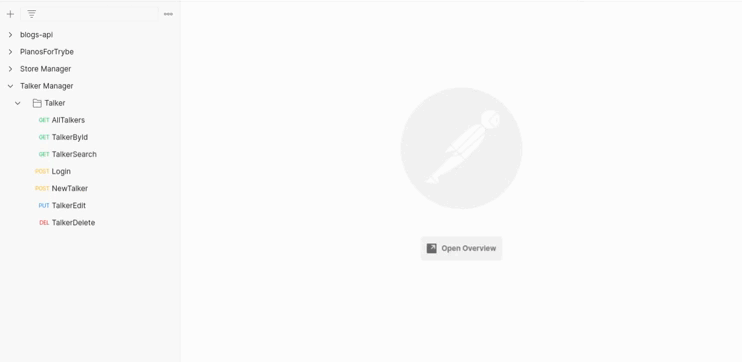 blogs-api
PlanosForTrybe
Store Manager
Talker Manager
Talker
GET AllTalkers
GET TalkerById
GET TalkerSearch
POST Login
POST NewTalker
PUT TalkerEdit
DEL TalkerDelete
Open Overview